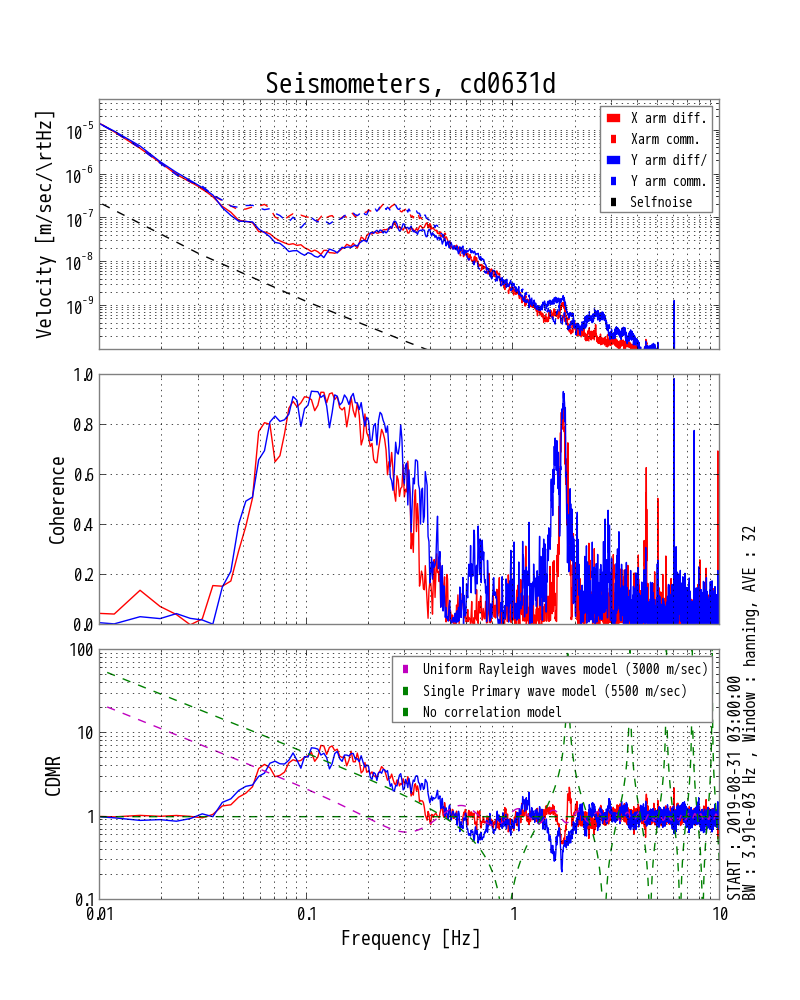 Seismometers, cd0631d
Velocity [m/sec/\rtHz]
10^-5
10^-6
10^-7
10^-8
10^-9
X arm diff.
Xarm comm.
Y arm diff/
Y arm comm.
Selfnoise
Coherence
1.0
0.8
0.6
0.4
0.2
0.0
CDMR
100
10
1
0.1
Uniform Rayleigh waves model (3000 m/sec)
Single Primary wave model (5500 m/sec)
No correlation model
0.01 0.1 1 10
Frequency [Hz]
START : 2019-08-31 03:00:00
BW : 3.91e-03 Hz , Window : hanning, AVE : 32